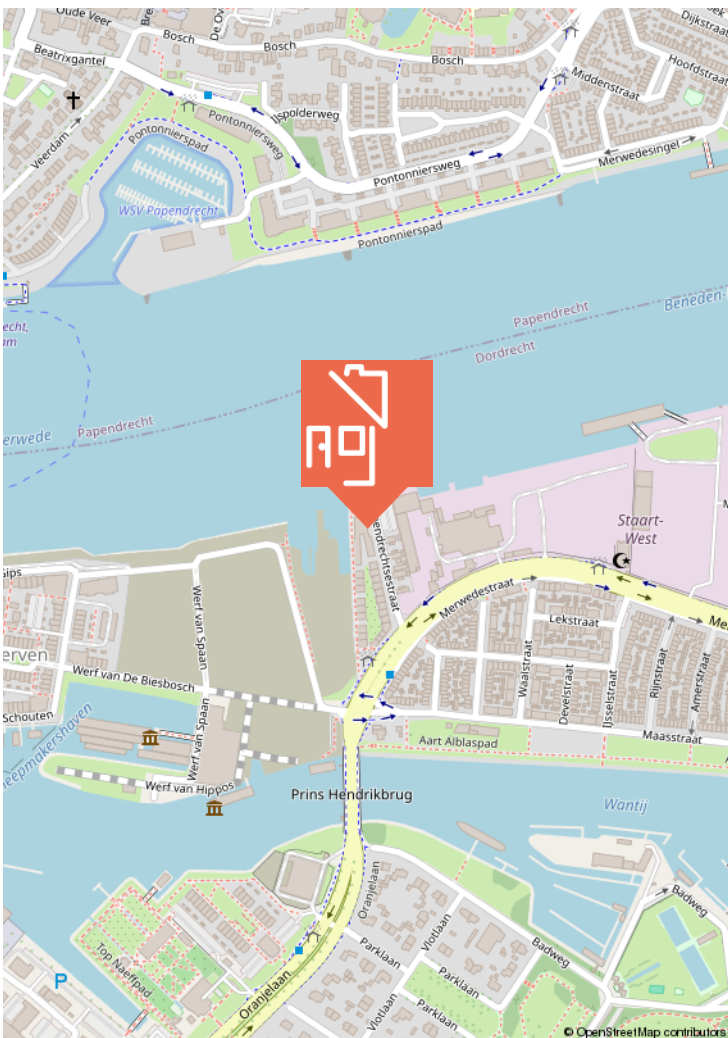 Oude Veer
Bosch
Bosch
Bosch
Dijkstraat
Beatrixgantel
Hoofdstraat
Middenstraat
IJspolderweg
Pontonniersweg
Pontonnierspad
Veerdam
Pontonniersweg
Merwedesingel
WSV Papendrecht
Pontonnierspad
Papendrecht
Dordrecht
Papendrecht
Staart-
West
Merwedestraat
Lekstraat
Werf van Spaan
Waalstraat
Develstraat
IJsselstraat
Rijnstraat
Amerstraat
Werf van De Biesbosch
Maasstraat
Aart Alblaspad
Werf van Spaan
Werf van Hippos
Prins Hendrikbrug
Wantij
Oranjelaan
Badweg
Vlotlaan
Parklaan
Badweg
Top Naeffpad
Parklaan
Oranjelaan
P
Vlotlaan
Parklaan
© OpenStreetMap contributors